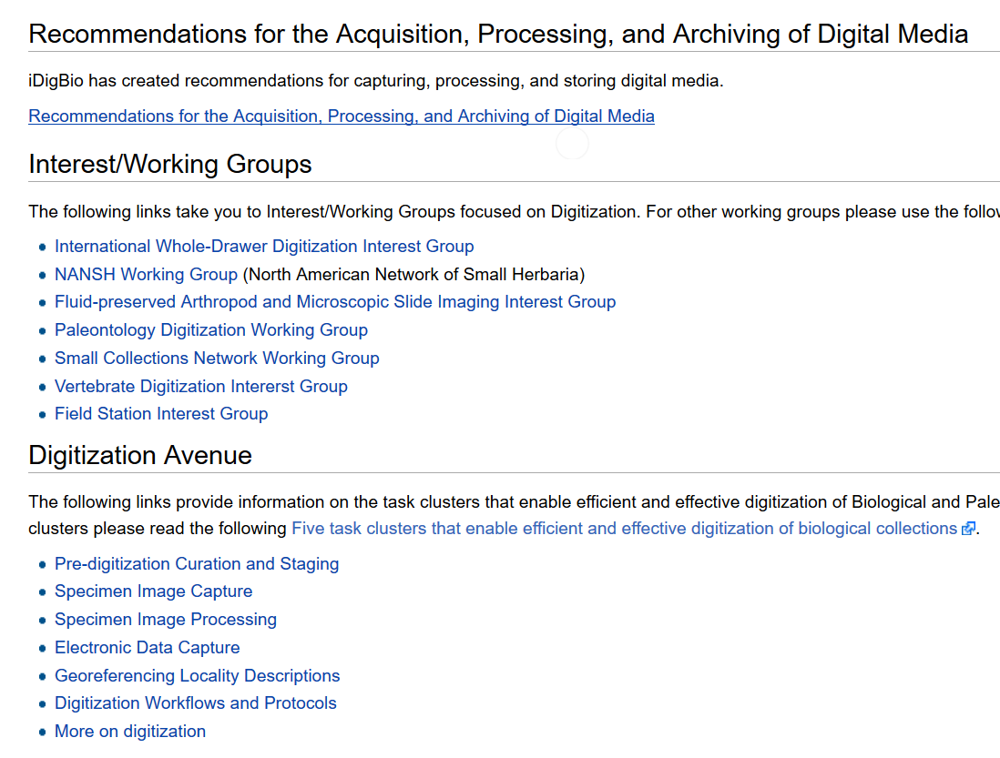 Recommendations for the Acquisition, Processing, and Archiving of Digital Media
iDigBio has created recommendations for capturing, processing, and storing digital media.
Recommendations for the Acquisition, Processing, and Archiving of Digital Media
Interest/Working Groups
The following links take you to Interest/Working Groups focused on Digitization. For other working groups please use the
International Whole-Drawer Digitization Interest Group
NANSH Working Group (North American Network of Small Herbaria)
Fluid-preserved Arthropod and Microscopic Slide Imaging Interest Group
Paleontology Digitization Working Group
Small Collections Network Working Group
Vertebrate Digitization Intererst Group
Field Station Interest Group
Digitization Avenue
The following links provide information on the task clusters that enable efficient and effective digitization of Biological and
clusters please read the following Five task clusters that enable efficient and effective digitization of biological collections.
Pre-digitization Curation and Staging
Specimen Image Capture
Specimen Image Processing
Electronic Data Capture
Georeferencing Locality Descriptions
Digitization Workflows and Protocols
More on digitization